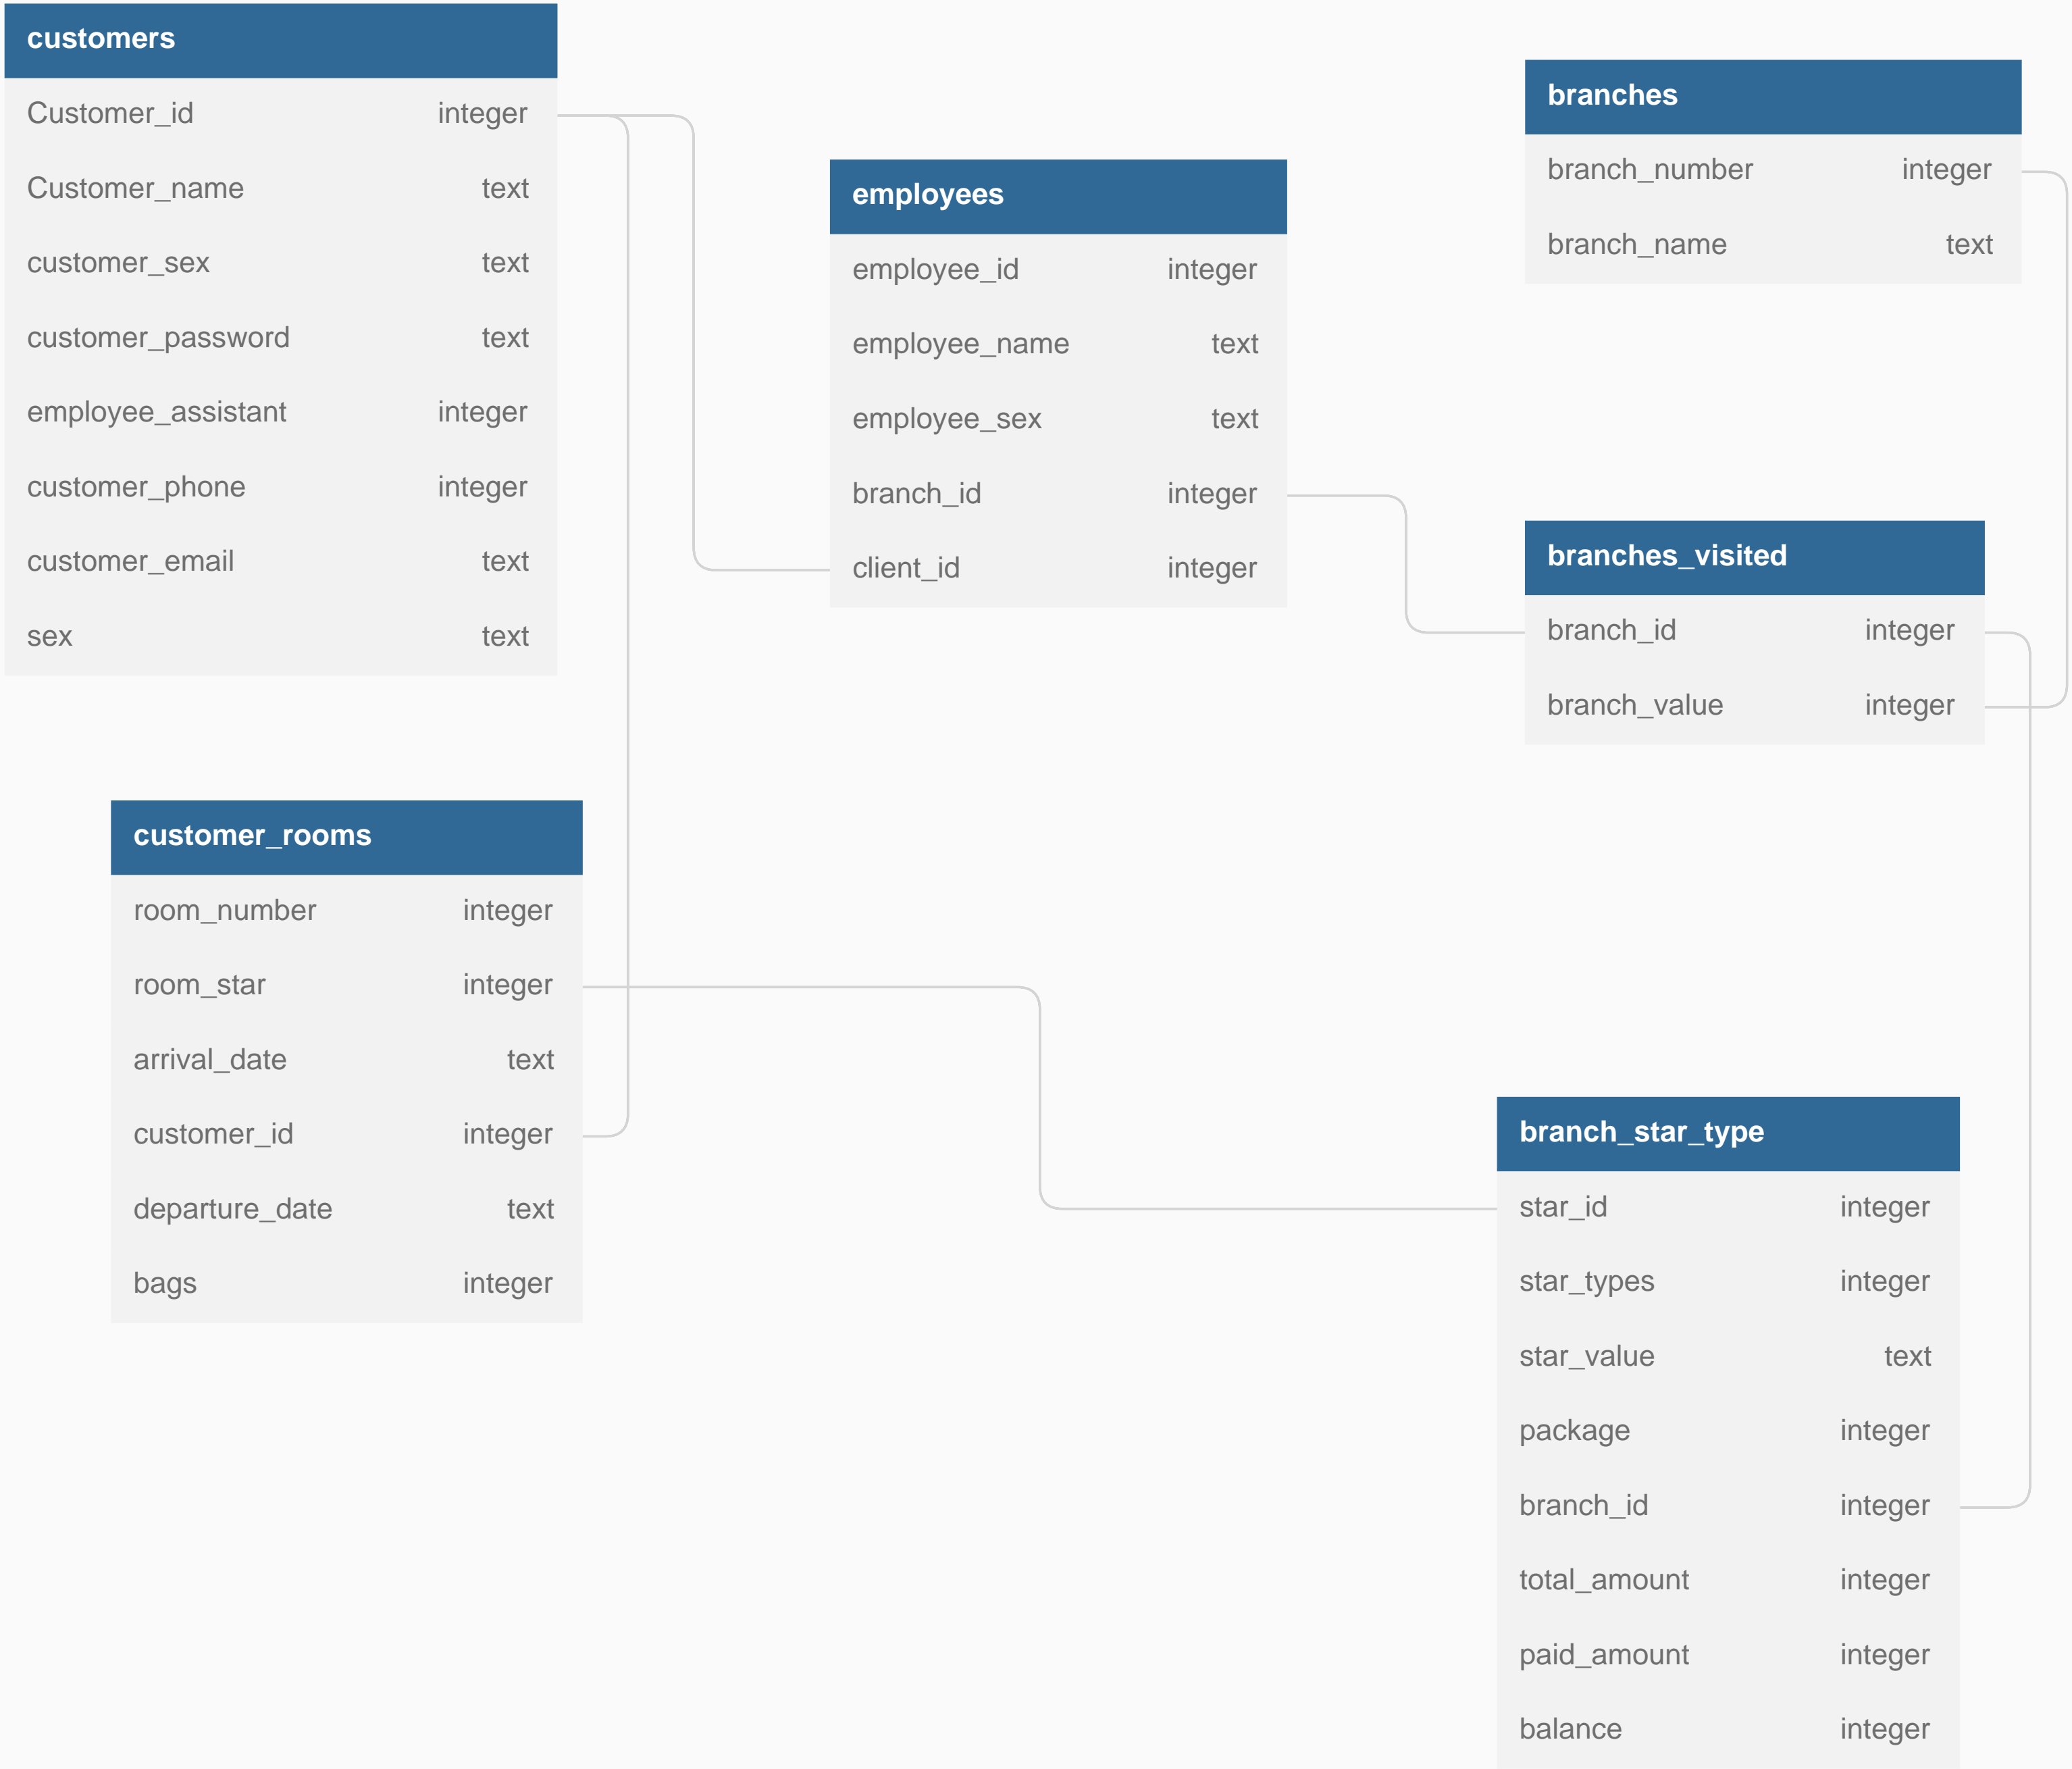 customers
Customer_id integer
Customer_name text
customer_sex text
customer_password text
employee_assistant integer
customer_phone integer
customer_email text
sex text
employees
employee_id integer
employee_name text
employee_sex text
branch_id integer
client_id integer
branches
branch_number integer
branch_name text
branches_visited
branch_id integer
branch_value integer
customer_rooms
room_number integer
room_star integer
arrival_date text
customer_id integer
departure_date text
bags integer
branch_star_type
star_id integer
star_types integer
star_value text
package integer
branch_id integer
total_amount integer
paid_amount integer
balance integer